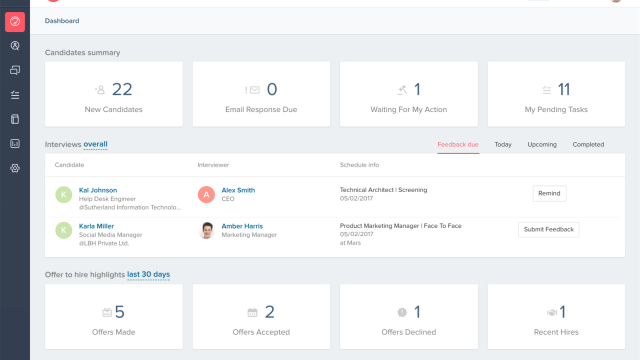 Dashboard
Candidates summary
22
New Candidates
1 0
Email Response Due
1
Waiting For My Action
11
My Pending Tasks
Interviews overall
Feedback due Today Upcoming Completed
Candidate Interviewer Schedule info
K Kal Johnson
Help Desk Engineer
@Sutherland Information Technolo...
A Alex Smith
CEO
Technical Architect | Screening
05/02/2017
Remind
K Karla Miller
Social Media Manager
@LBH Private Ltd.
Amber Harris
Marketing Manager
Product Marketing Manager | Face To Face
05/02/2017
at Mars
Submit Feedback
Offer to hire highlights last 30 days
5
Offers Made
2
Offers Accepted
1
Offers Declined
1
Recent Hires